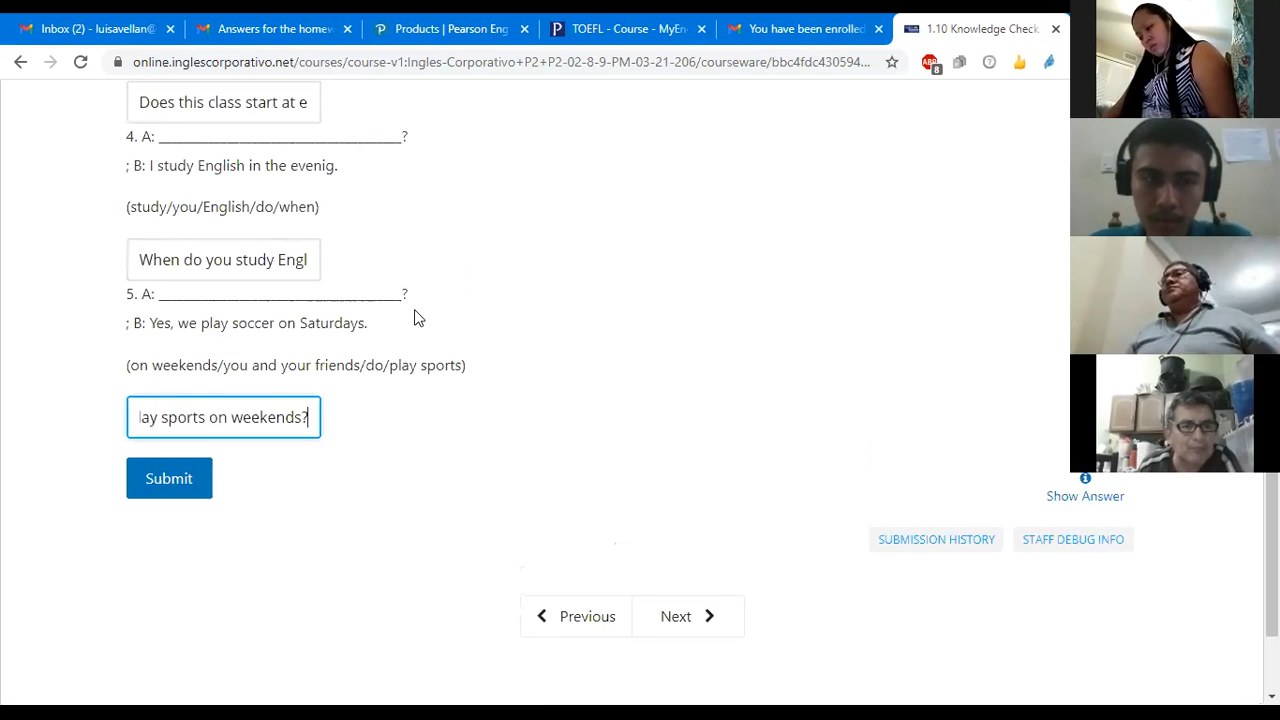 Inbox (2) - luisavellan@
Answers for the homew
Products | Pearson Eng
TOEFL - Course - MyEn
You have been enrolled
1.10 Knowledge Check
online.inglescorporativo.net/courses/course-v1:Ingles-Corporativo+P2+P2-02-8-9-PM-03-21-206/courseware/bbc4fdc430594...
ABP
8
Does this class start at e
4. A: ________________________________?
; B: I study English in the evenig.
(study/you/English/do/when)
When do you study Engl
5. A: ________________________________?
; B: Yes, we play soccer on Saturdays.
(on weekends/you and your friends/do/play sports)
lay sports on weekends?
Submit
Show Answer
SUBMISSION HISTORY
STAFF DEBUG INFO
Previous
Next